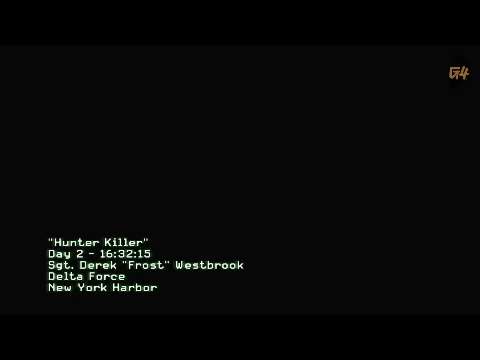 G4
"Hunter Killer"
Day 2 - 16:32:15
Sgt. Derek "Frost" Westbrook
Delta Force
New York Harbor